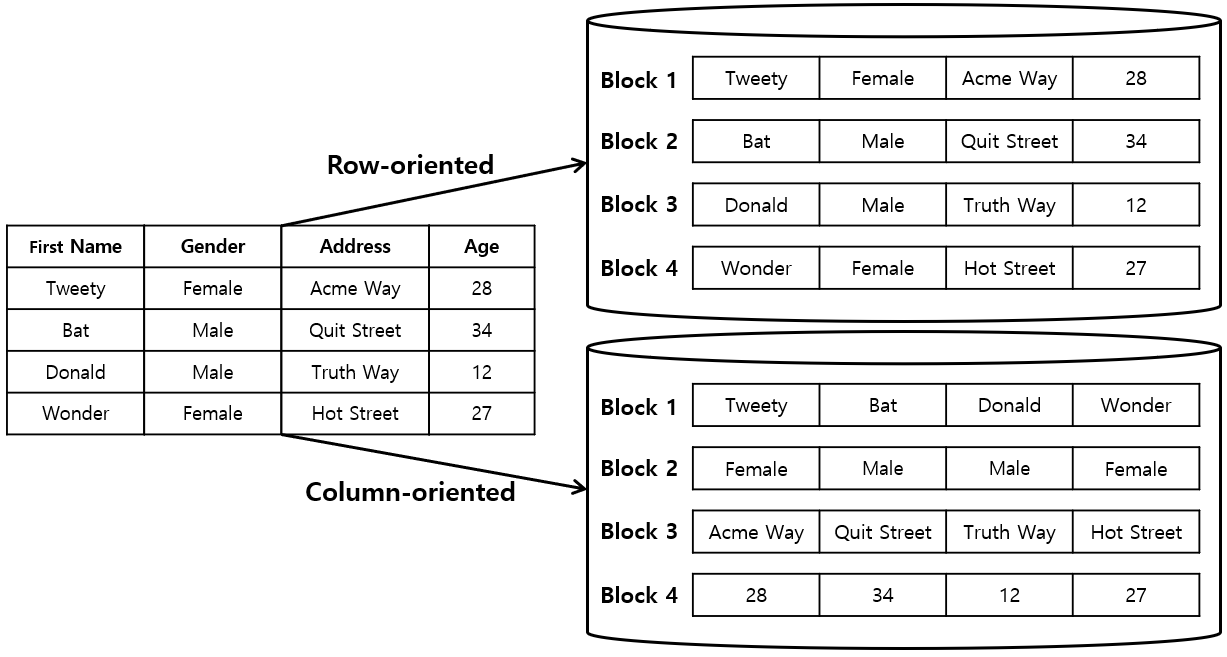 First Name Gender Address Age
Tweety Female Acme Way 28
Bat Male Quit Street 34
Donald Male Truth Way 12
Wonder Female Hot Street 27
Row-oriented
Block 1 Tweety Female Acme Way 28
Block 2 Bat Male Quit Street 34
Block 3 Donald Male Truth Way 12
Block 4 Wonder Female Hot Street 27
Column-oriented
Block 1 Tweety Bat Donald Wonder
Block 2 Female Male Male Female
Block 3 Acme Way Quit Street Truth Way Hot Street
Block 4 28 34 12 27